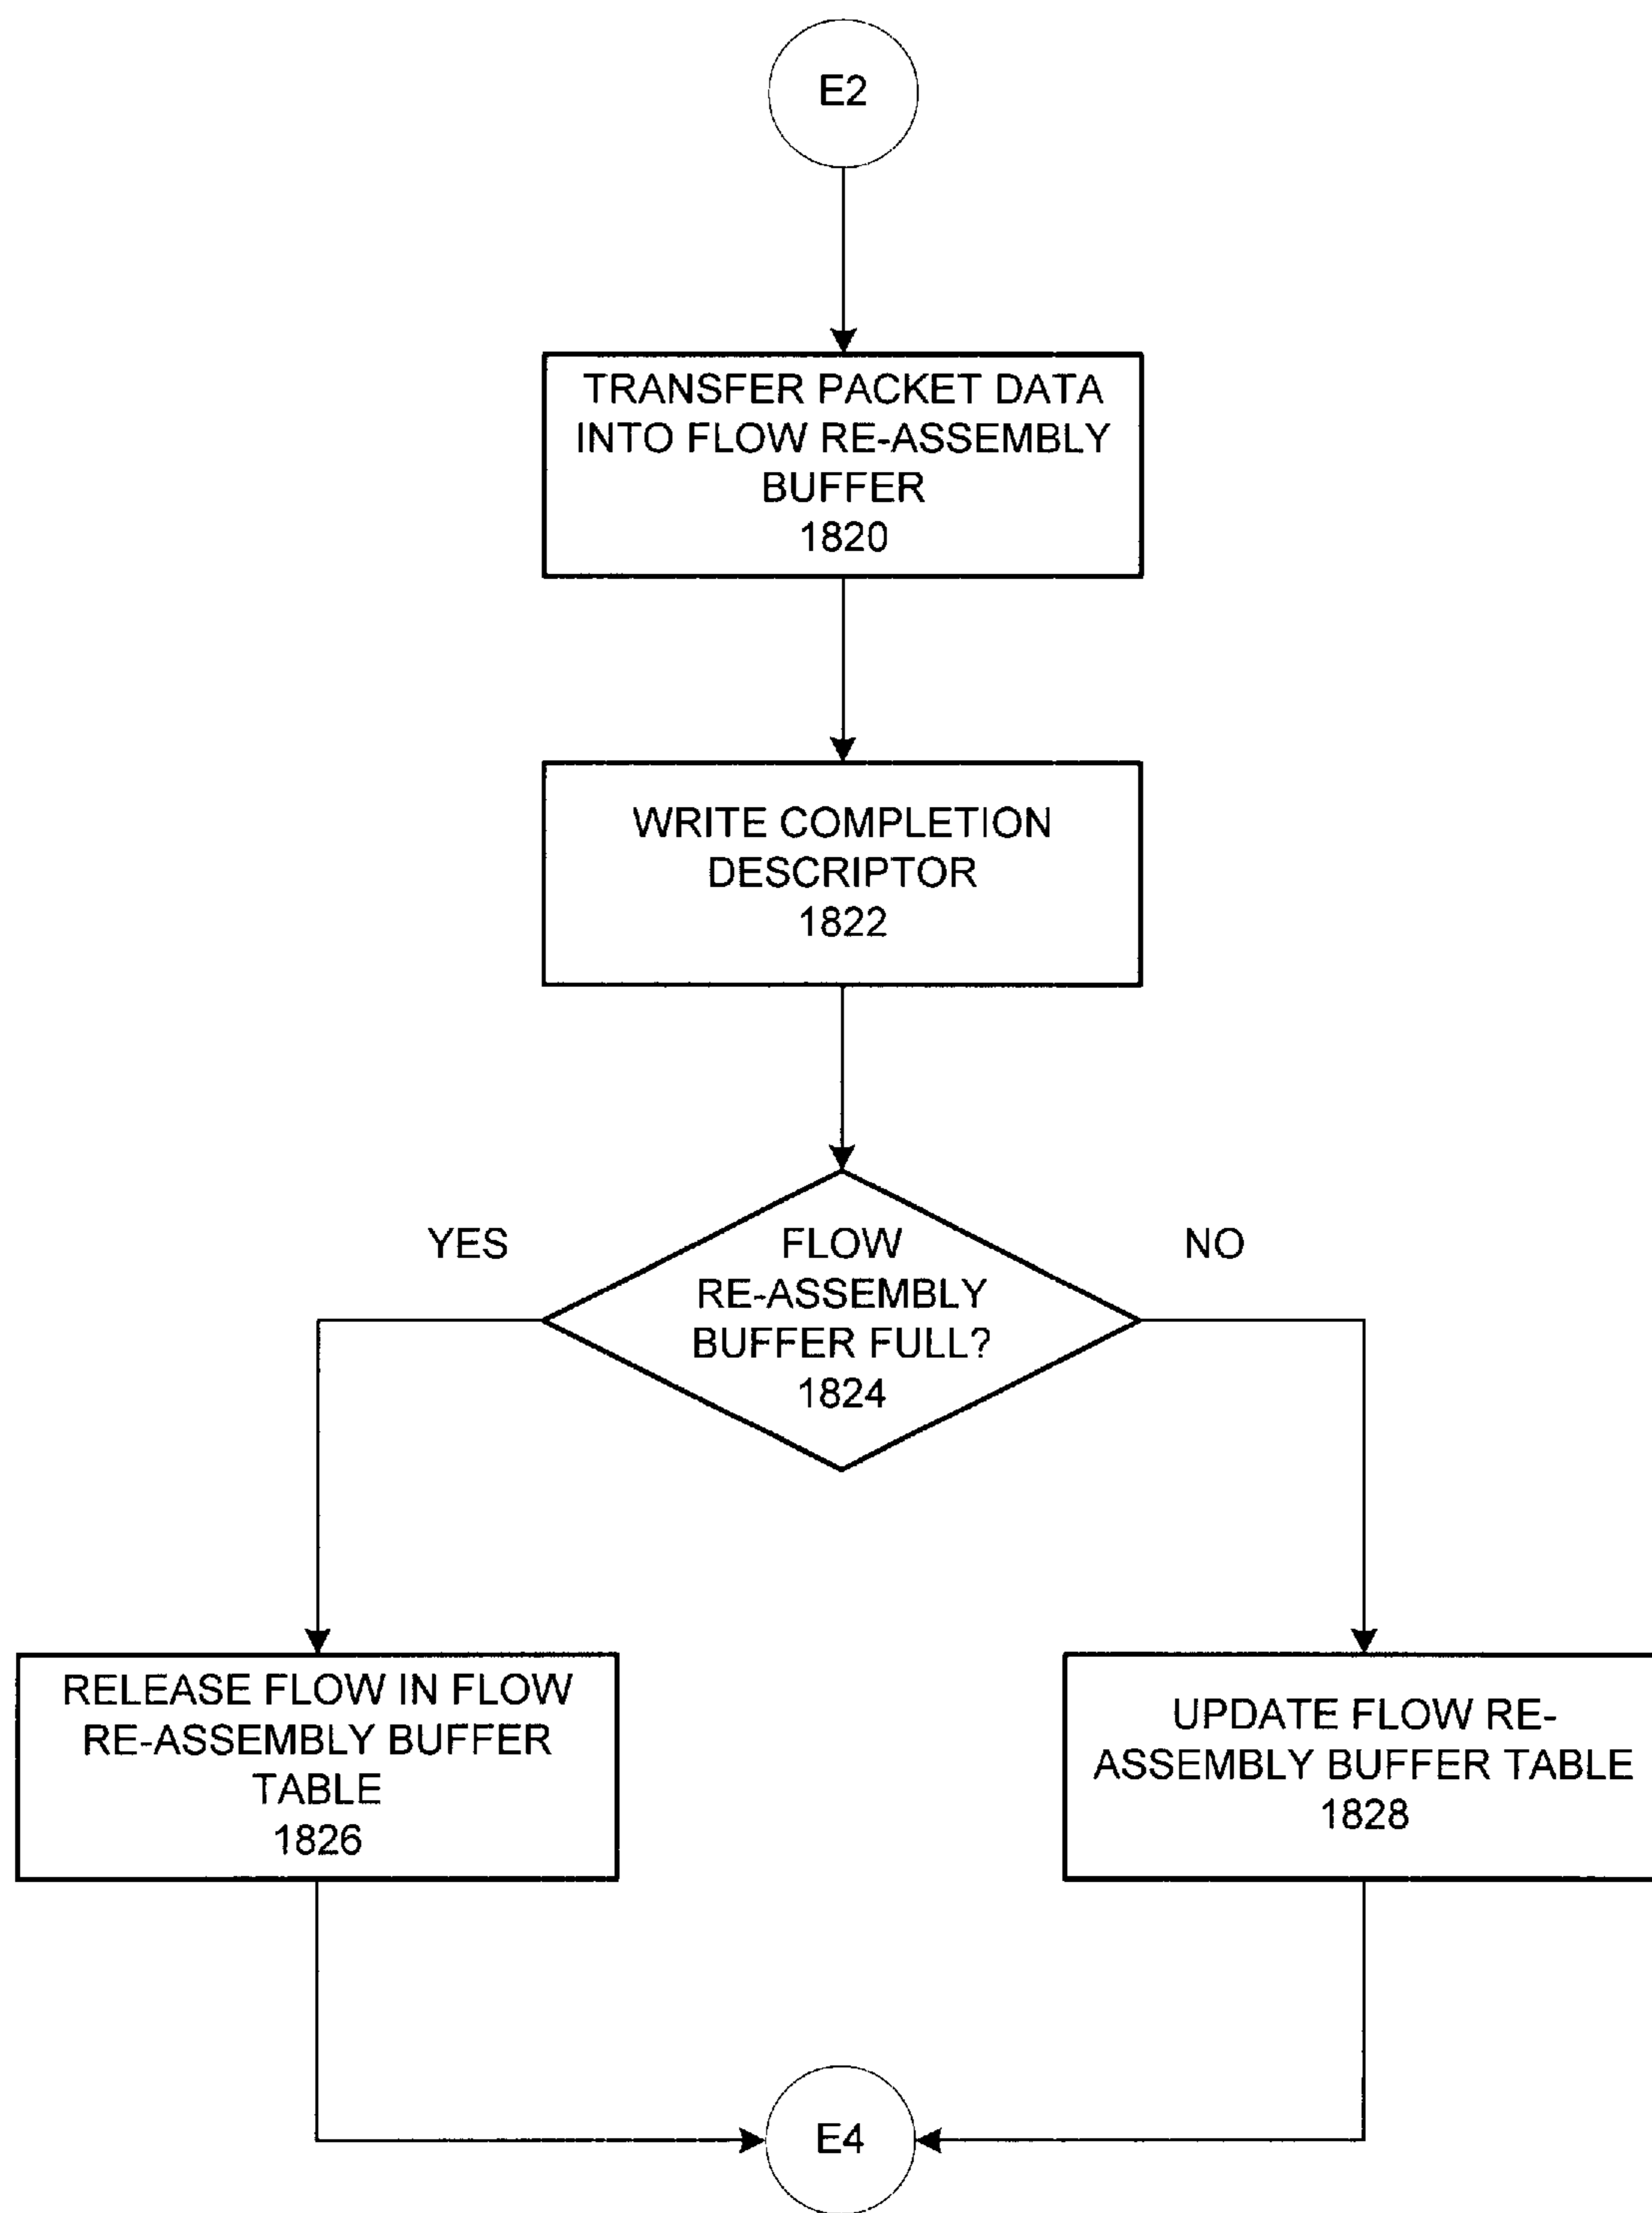 E2
TRANSFER PACKET DATA
INTO FLOW RE-ASSEMBLY
BUFFER
1820
WRITE COMPLETION
DESCRIPTOR
1822
YES
FLOW
RE-ASSEMBLY
BUFFER FULL?
1824
NO
RELEASE FLOW IN FLOW
RE-ASSEMBLY BUFFER
TABLE
1826
UPDATE FLOW RE-
ASSEMBLY BUFFER TABLE
1828
E4